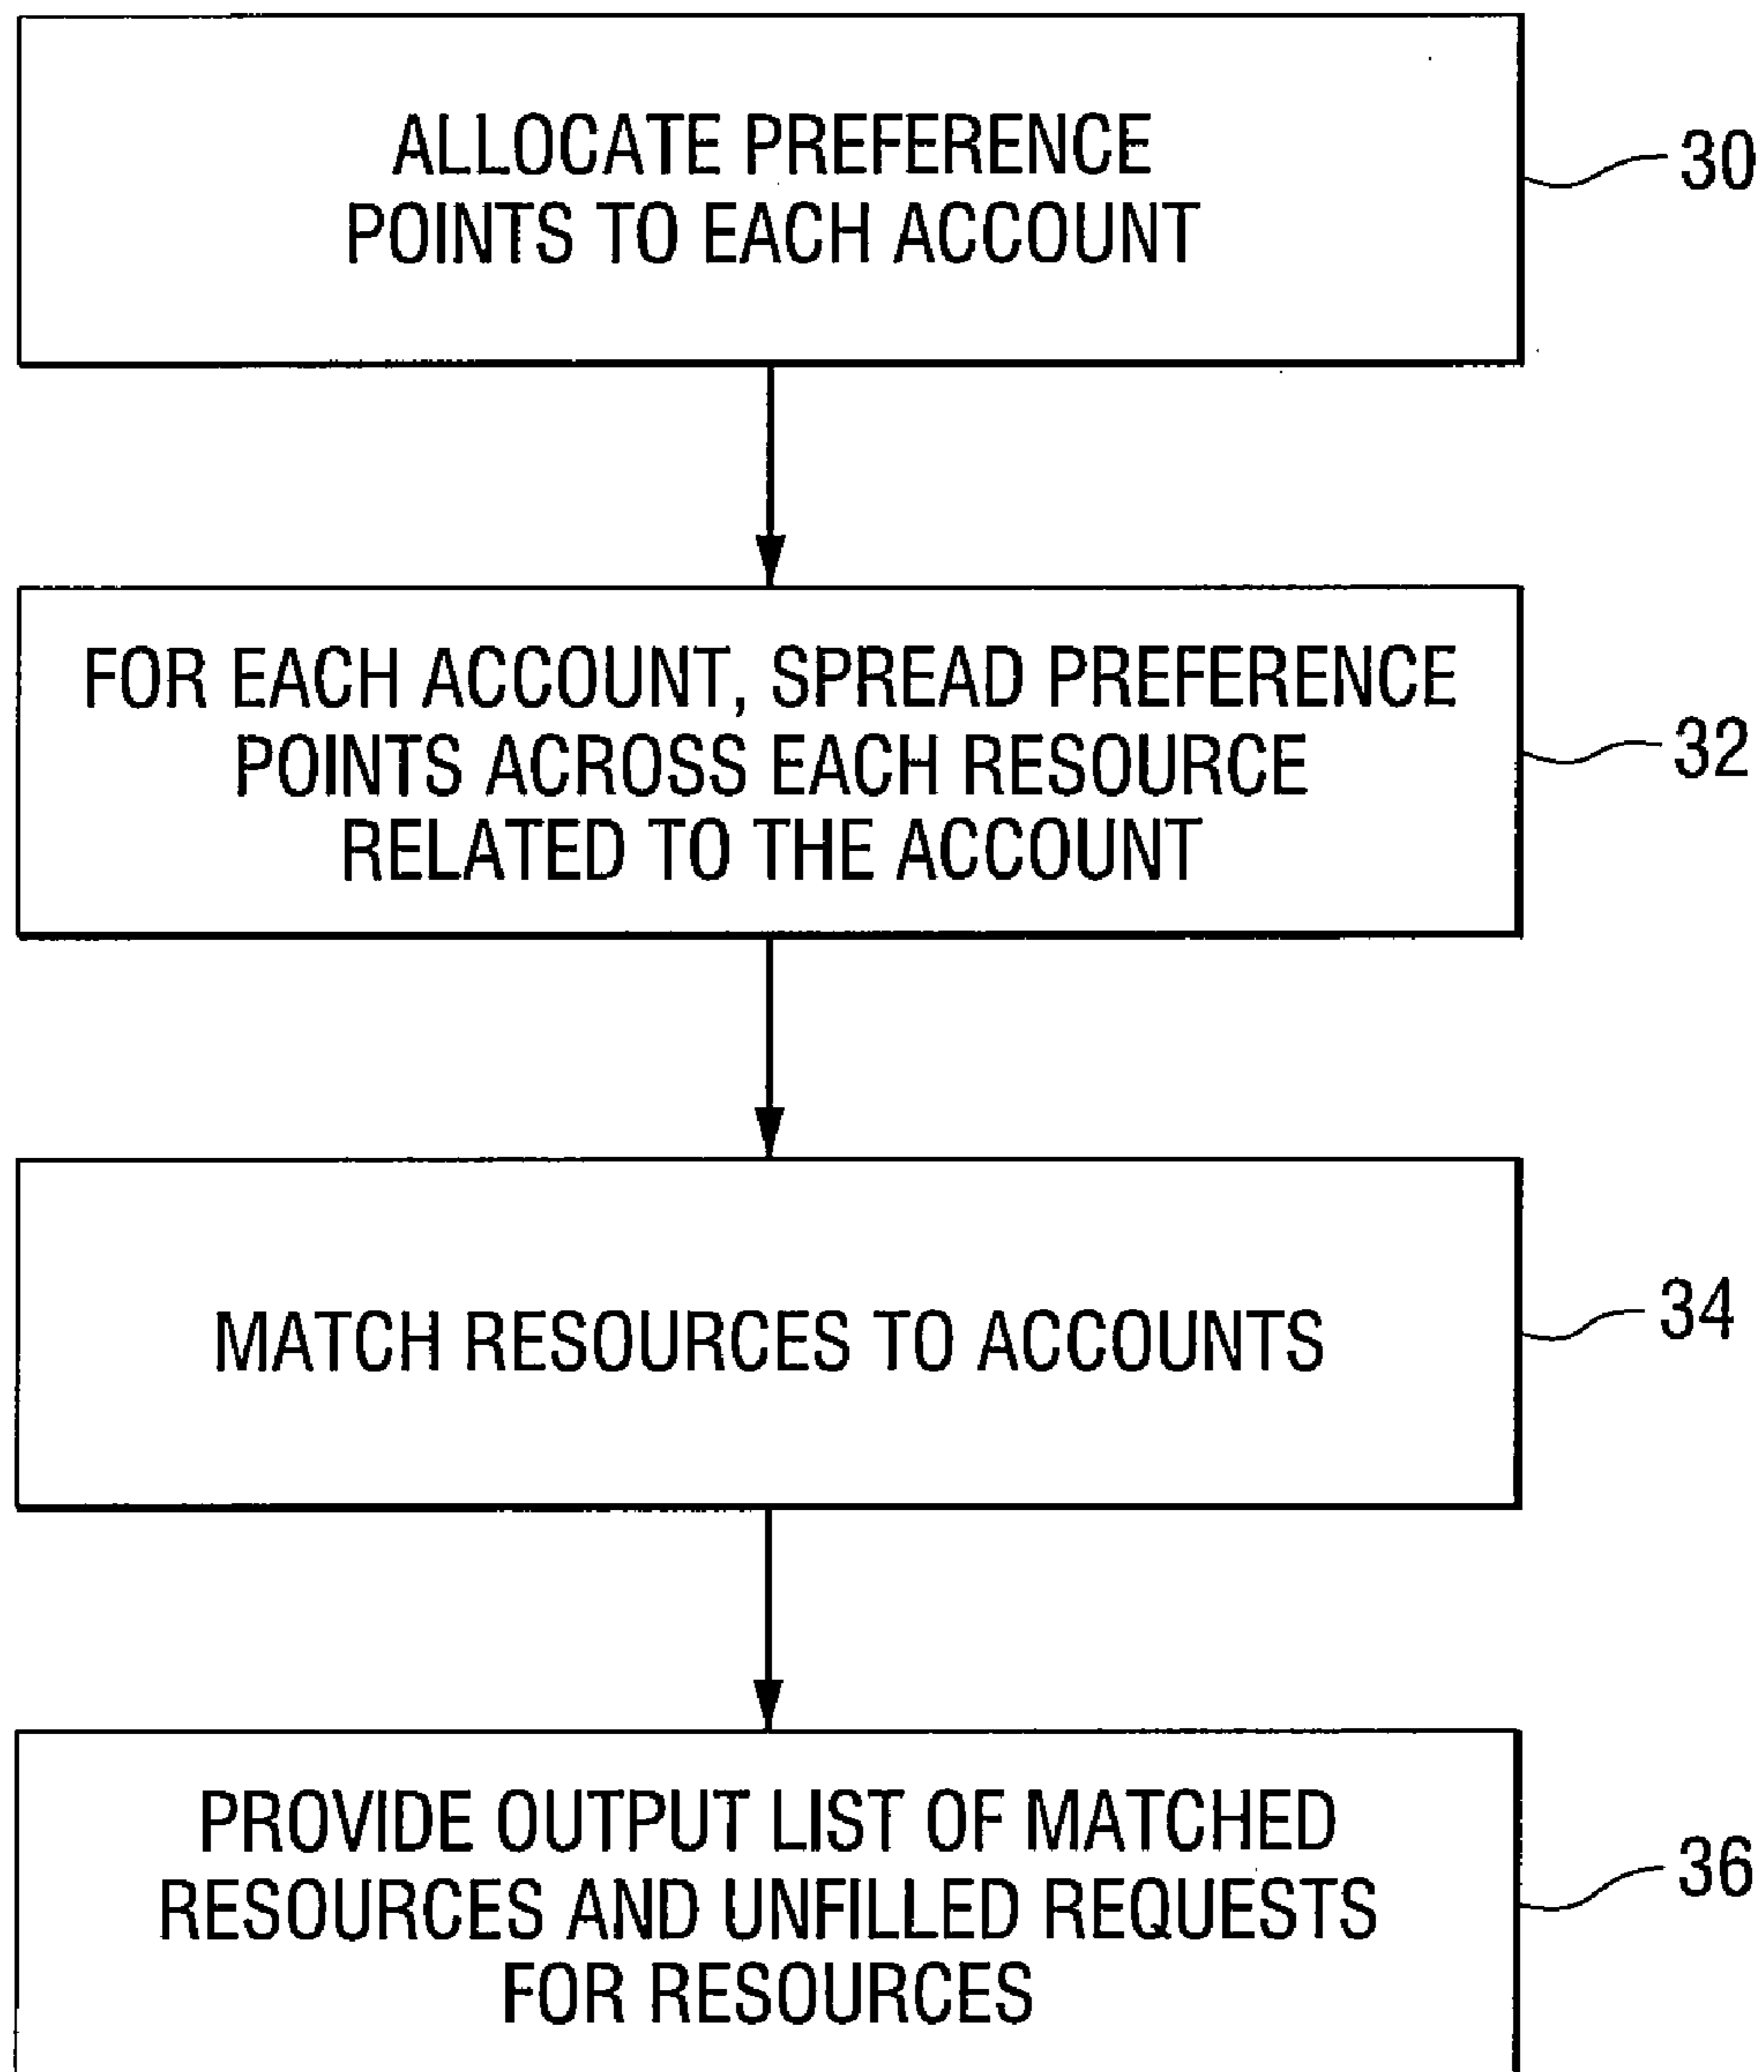 ALLOCATE PREFERENCE
POINTS TO EACH ACCOUNT
30
FOR EACH ACCOUNT, SPREAD PREFERENCE
POINTS ACROSS EACH RESOURCE
RELATED TO THE ACCOUNT
32
MATCH RESOURCES TO ACCOUNTS
34
PROVIDE OUTPUT LIST OF MATCHED
RESOURCES AND UNFILLED REQUESTS
FOR RESOURCES
36